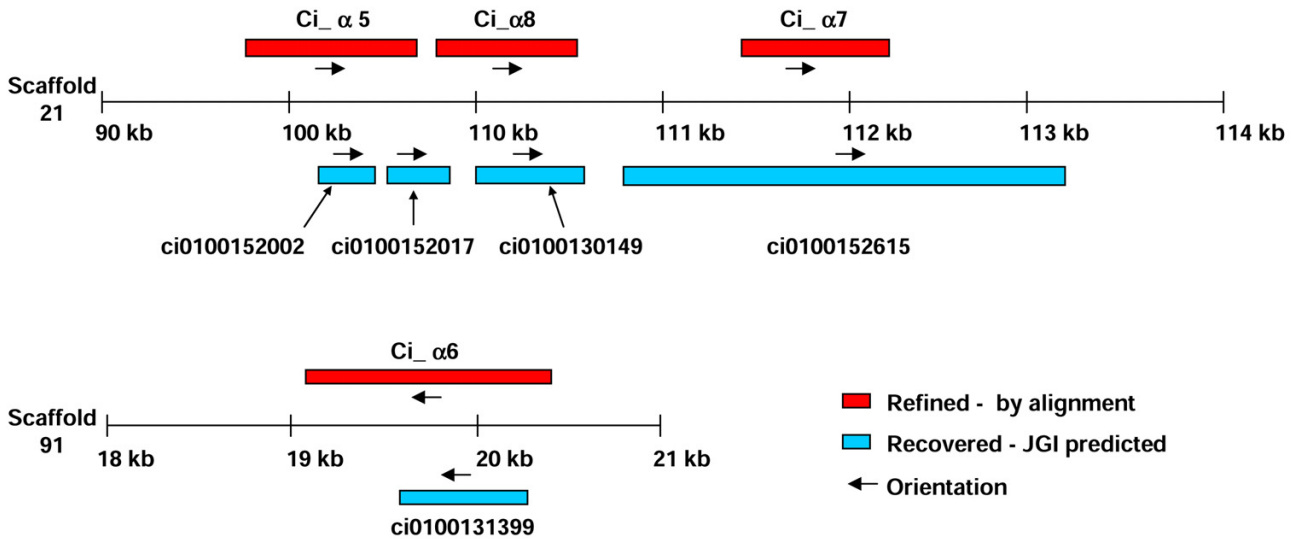 Ci_ α 5 Ci_α8 Ci_ α7
Scaffold
21
90 kb 100 kb 110 kb 111 kb 112 kb 113 kb 114 kb
ci0100152002 ci0100152017 ci0100130149 ci0100152615
Ci_ α6
Scaffold
91
18 kb 19 kb 20 kb 21 kb
ci0100131399
Refined - by alignment
Recovered - JGI predicted
Orientation